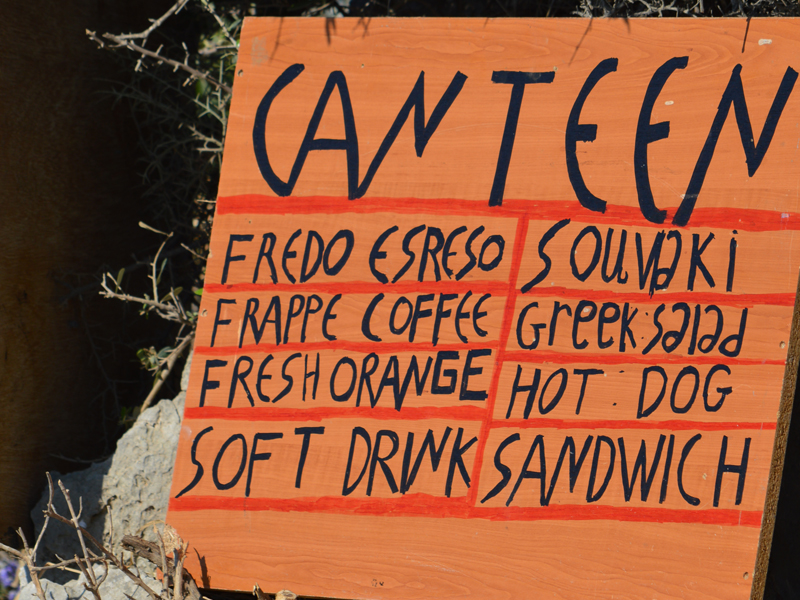 CANTEEN
FREDO ESRESO
FRAPPE COFFEE
FRESH ORANGE
SOFT DRINK
SOUVAKI
Greek salad
HOT DOG
SANDWICH